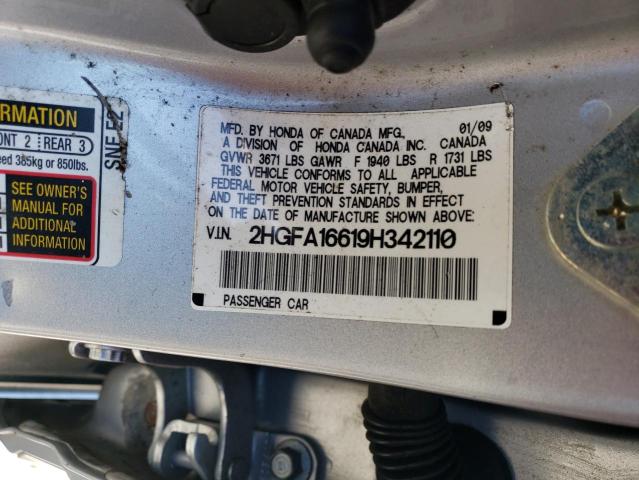 ORMATION
ONT 2 REAR 3
eed 385kg or 850lbs.
SEE OWNER'S
MANUAL FOR
ADDITIONAL
INFORMATION
MFD. BY HONDA OF CANADA MFG. 01/09
A DIVISION OF HONDA CANADA INC. CANADA
GVWR 3671 LBS GAWR F 1940 LBS R 1731 LBS
THIS VEHICLE CONFORMS TO ALL APPLICABLE
FEDERAL MOTOR VEHICLE SAFETY, BUMPER,
AND THEFT PREVENTION STANDARDS IN EFFECT
ON THE DATE OF MANUFACTURE SHOWN ABOVE:
V.I.N. 2HGFA16619H342110
PASSENGER CAR